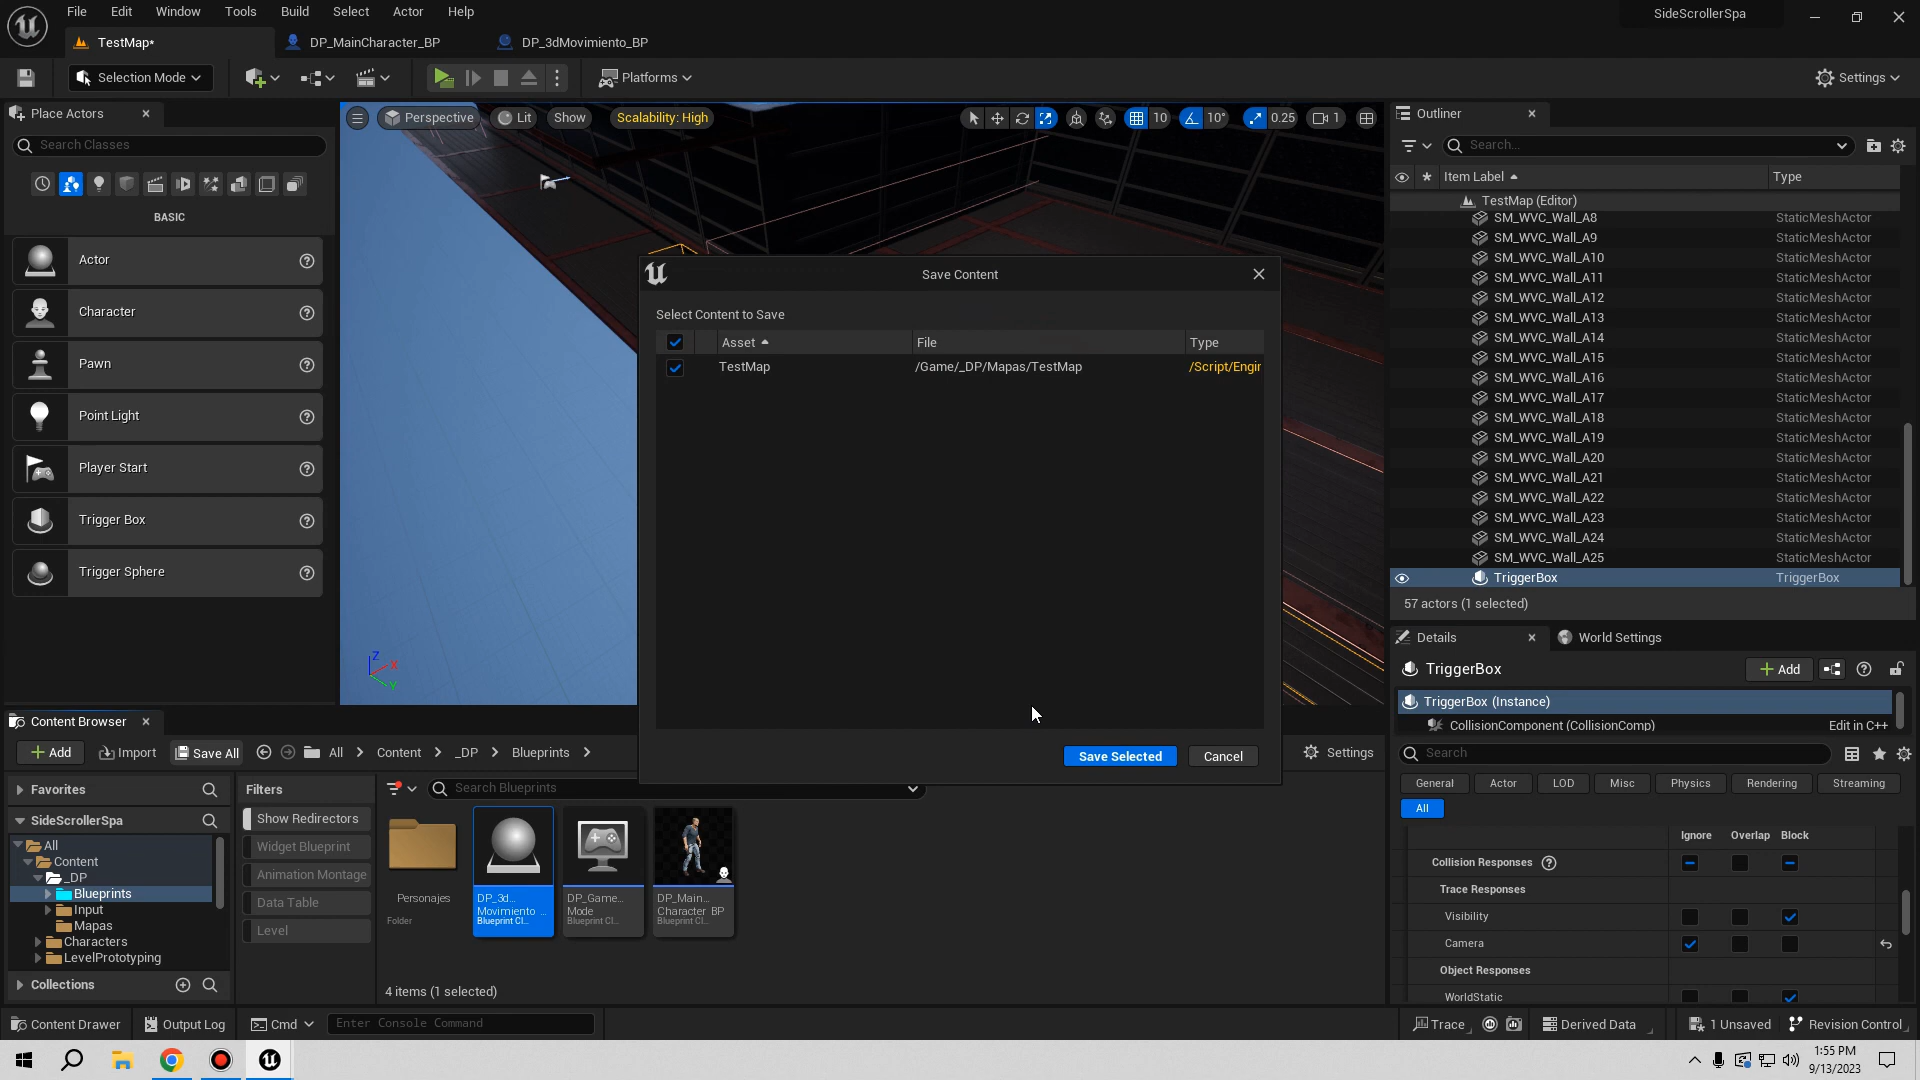 File Edit Window Tools Build Select Actor Help
SideScrollerSpa
TestMap* DP_MainCharacter_BP DP_3dMovimiento_BP
Selection Mode Platforms Settings
Place Actors
Search Classes
BASIC
Actor
Character
Pawn
Point Light
Player Start
Trigger Box
Trigger Sphere
Perspective Lit Show Scalability: High 10 10° 0.25 1
Z
X
Y
Save Content
Select Content to Save
Asset File Type
TestMap /Game/_DP/Mapas/TestMap /Script/Engir
Save Selected Cancel
Outliner
Search...
Item Label Type
TestMap (Editor)
SM_WVC_Wall_A8 StaticMeshActor
SM_WVC_Wall_A9 StaticMeshActor
SM_WVC_Wall_A10 StaticMeshActor
SM_WVC_Wall_A11 StaticMeshActor
SM_WVC_Wall_A12 StaticMeshActor
SM_WVC_Wall_A13 StaticMeshActor
SM_WVC_Wall_A14 StaticMeshActor
SM_WVC_Wall_A15 StaticMeshActor
SM_WVC_Wall_A16 StaticMeshActor
SM_WVC_Wall_A17 StaticMeshActor
SM_WVC_Wall_A18 StaticMeshActor
SM_WVC_Wall_A19 StaticMeshActor
SM_WVC_Wall_A20 StaticMeshActor
SM_WVC_Wall_A21 StaticMeshActor
SM_WVC_Wall_A22 StaticMeshActor
SM_WVC_Wall_A23 StaticMeshActor
SM_WVC_Wall_A24 StaticMeshActor
SM_WVC_Wall_A25 StaticMeshActor
TriggerBox TriggerBox
57 actors (1 selected)
Details World Settings
TriggerBox Add
TriggerBox (Instance)
CollisionComponent (CollisionComp) Edit in C++
Search
General Actor LOD Misc Physics Rendering Streaming
All
Ignore Overlap Block
Collision Responses
Trace Responses
Visibility
Camera
Object Responses
WorldStatic
Content Browser
Add Import Save All All Content _DP Blueprints Settings
Favorites
SideScrollerSpa
All
Content
_DP
Blueprints
Input
Mapas
Characters
LevelPrototyping
Collections
Filters
Show Redirectors
Widget Blueprint
Animation Montage
Data Table
Level
Search Blueprints
Personajes
Folder
DP_3d...
Movimiento_...
Blueprint Cl...
DP_Game...
Mode
Blueprint Cl...
DP_Main...
Character_BP
Blueprint Cl...
4 items (1 selected)
Content Drawer Output Log Cmd Enter Console Command Trace Derived Data 1 Unsaved Revision Control
1:55 PM
9/13/2023